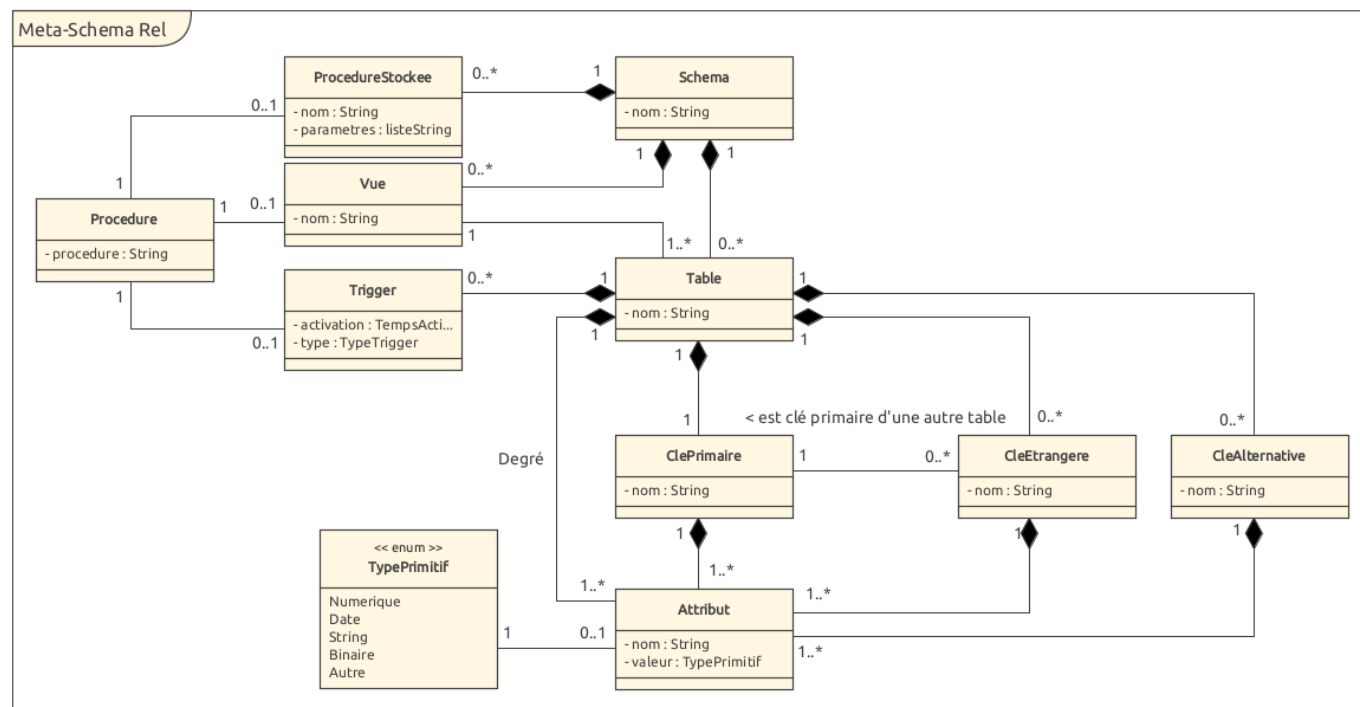 Meta-Schema Rel
ProcedureStockee
- nom : String
- parametres : listeString
0..*
1
Schema
- nom : String
0..1
1
1
1
0..*
Vue
- nom : String
1
1
0..1
1
1..*
0..*
Procedure
- procedure : String
1
0..1
Trigger
- activation : TempsActi...
- type : TypeTrigger
0..*
1
1
Table
- nom : String
1
1
1
1
< est clé primaire d'une autre table
0..*
0..*
Degré
ClePrimaire
- nom : String
1
0..*
CleEtrangere
- nom : String
CleAlternative
- nom : String
1
1
1
1..*
1..*
1..*
<< enum >>
TypePrimitif
Numerique
Date
String
Binaire
Autre
1
0..1
Attribut
- nom : String
- valeur : TypePrimitif
1..*